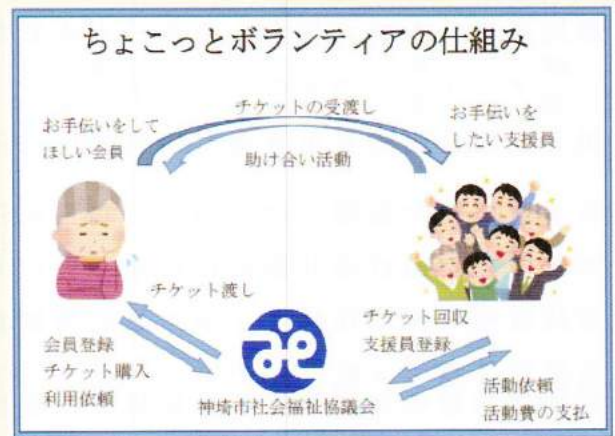 ちょこっとボランティアの仕組み
チケットの受渡し
お手伝いをして
ほしい会員
お手伝いを
したい支援員
助け合い活動
チケット渡し
会員登録
チケット購入
利用依頼
神埼市社会福祉協議会
チケット回収
支援員登録
活動依頼
活動費の支払